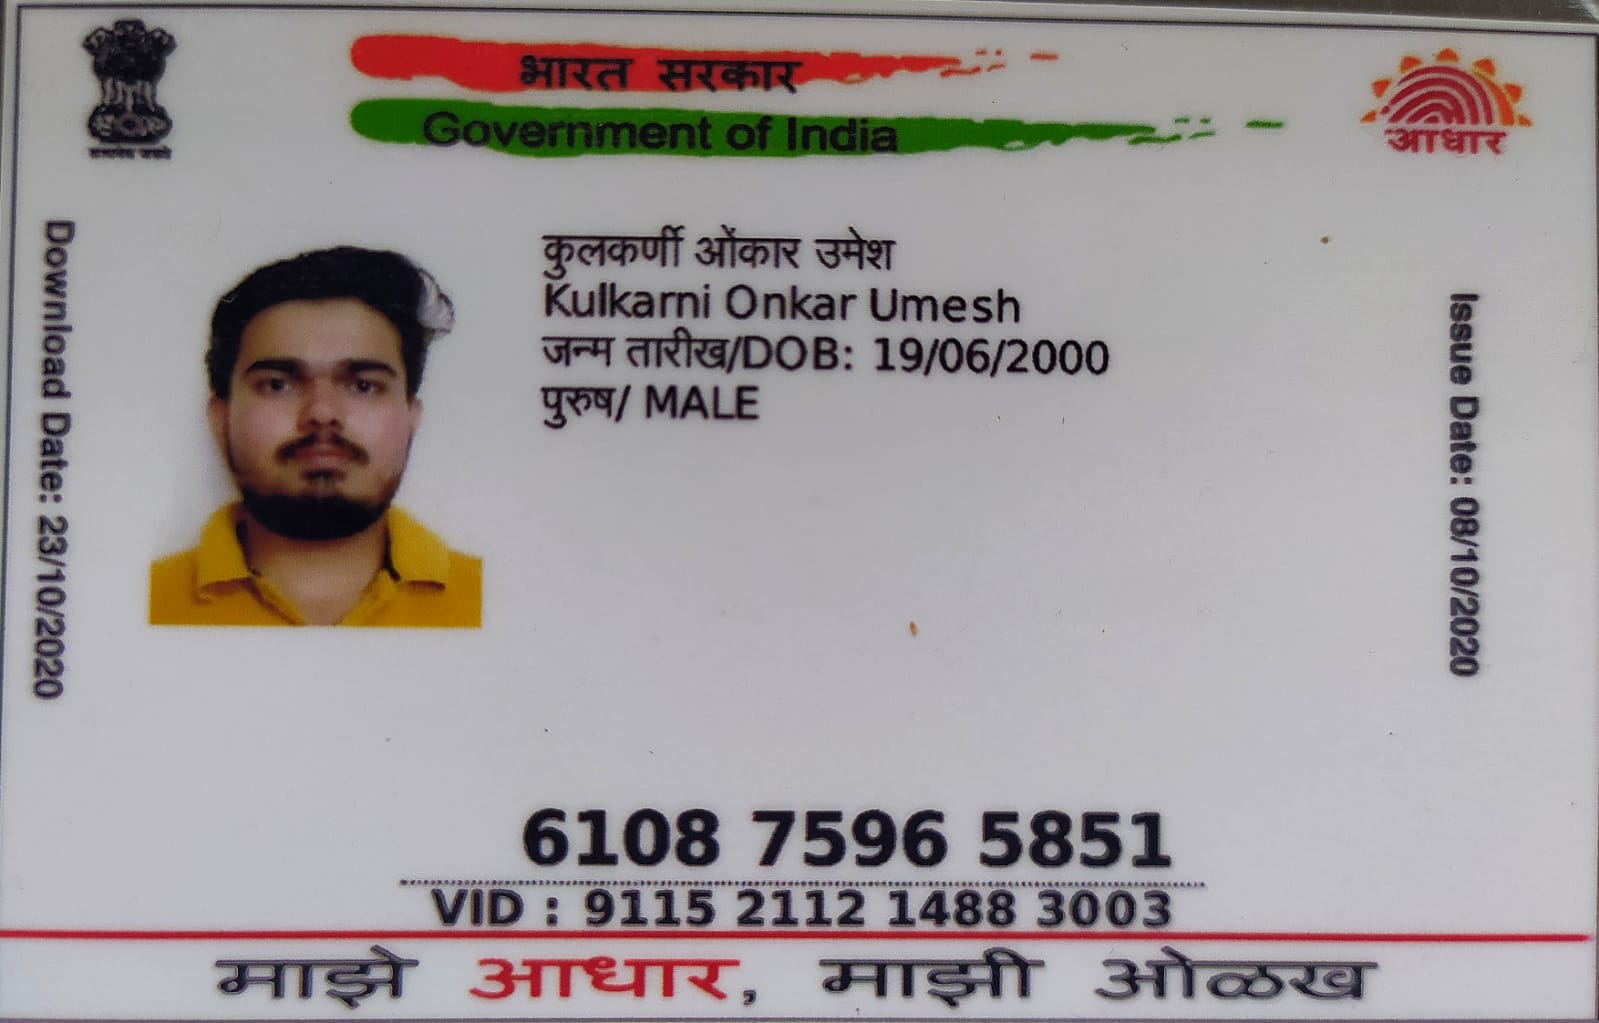 भारत सरकार
Government of India
आधार
सत्यमेव जयते
Download Date: 23/10/2020
कुलकर्णी ओंकार उमेश
Kulkarni Onkar Umesh
जन्म तारीख/DOB: 19/06/2000
पुरुष/ MALE
Issue Date: 08/10/2020
6108 7596 5851
VID : 9115 2112 1488 3003
माझे आधार, माझी ओळख